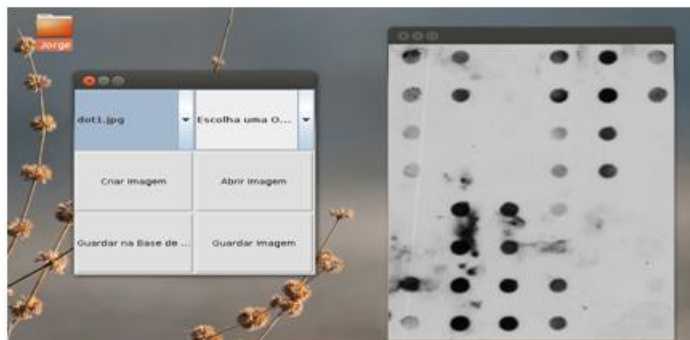 Jorge
dot1.jpg
Escolha uma O...
Criar Imagem
Abrir Imagem
Guardar na Base de ...
Guardar Imagem